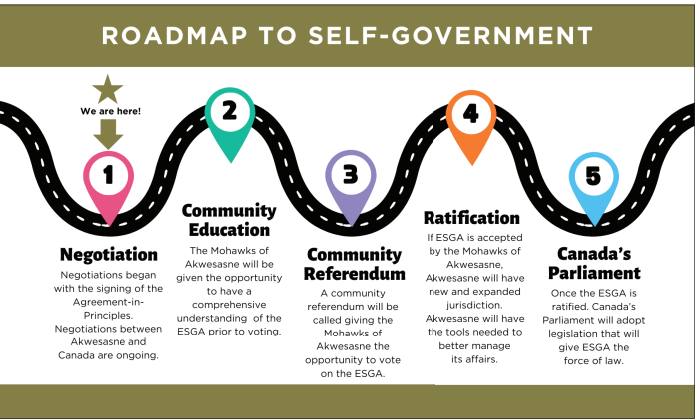 ROADMAP TO SELF-GOVERNMENT
We are here!
1
2
3
4
5
Negotiation
Negotiations began
with the signing of the
Agreement-in-
Principles.
Negotiations between
Akwesasne and
Canada are ongoing.
Community
Education
The Mohawks of
Akwesasne will be
given the opportunity
to have a
comprehensive
understanding of the
ESGA prior to voting.
Community
Referendum
A community
referendum will be
called giving the
Mohawks of
Akwesasne the
opportunity to vote
on the ESGA.
Ratification
If ESGA is accepted
by the Mohawks of
Akwesasne,
Akwesasne will have
new and expanded
jurisdiction.
Akwesasne will have
the tools needed to
better manage
its affairs.
Canada's
Parliament
Once the ESGA is
ratified. Canada's
Parliament will adopt
legislation that will
give ESGA the
force of law.